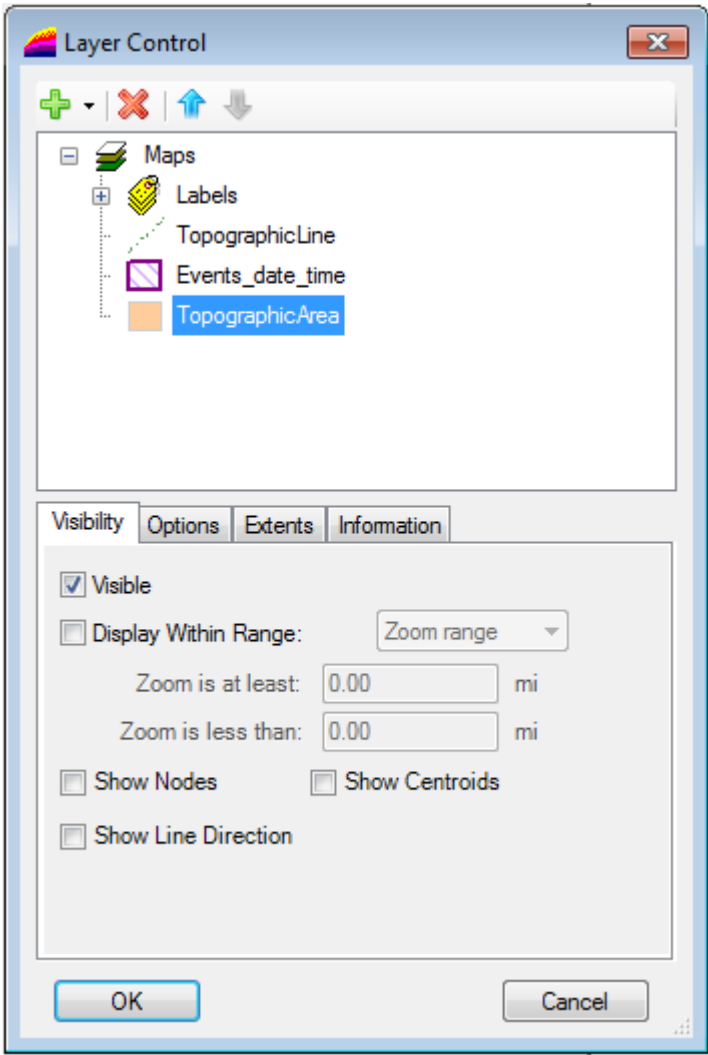 Layer Control
Maps
Labels
TopographicLine
Events_date_time
TopographicArea
Visibility Options Extents Information
Visible
Display Within Range: Zoom range
Zoom is at least: 0.00 mi
Zoom is less than: 0.00 mi
Show Nodes Show Centroids
Show Line Direction
OK Cancel